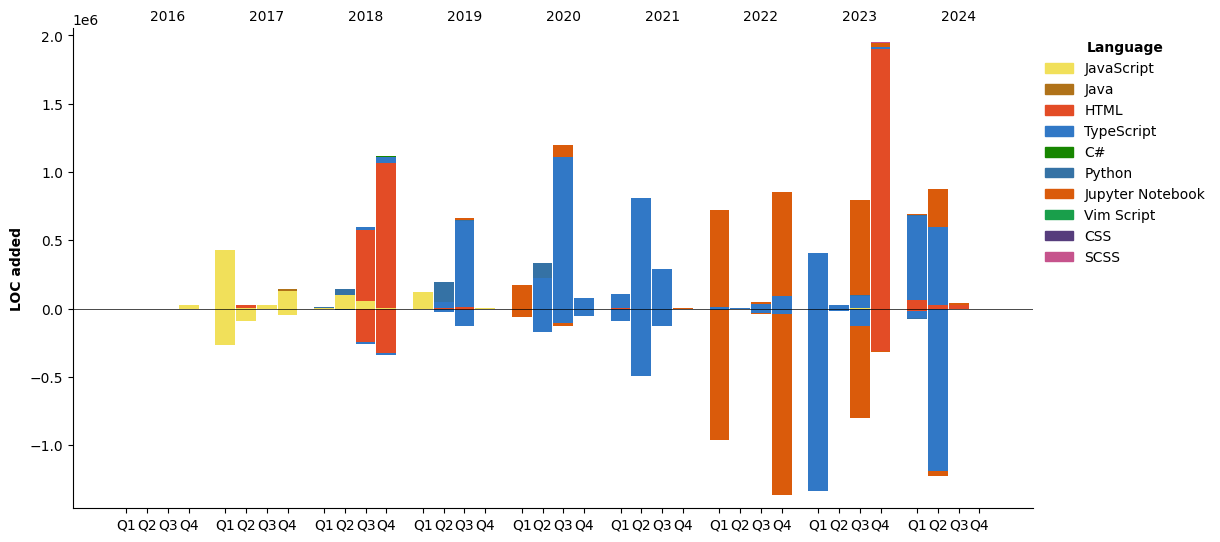 1e6
2016 2017 2018 2019 2020 2021 2022 2023 2024
2.0
1.5
1.0
0.5
0.0
−0.5
−1.0
LOC added
Q1 Q2 Q3 Q4 Q1 Q2 Q3 Q4 Q1 Q2 Q3 Q4 Q1 Q2 Q3 Q4 Q1 Q2 Q3 Q4 Q1 Q2 Q3 Q4 Q1 Q2 Q3 Q4 Q1 Q2 Q3 Q4 Q1 Q2 Q3 Q4
Language
JavaScript
Java
HTML
TypeScript
C#
Python
Jupyter Notebook
Vim Script
CSS
SCSS